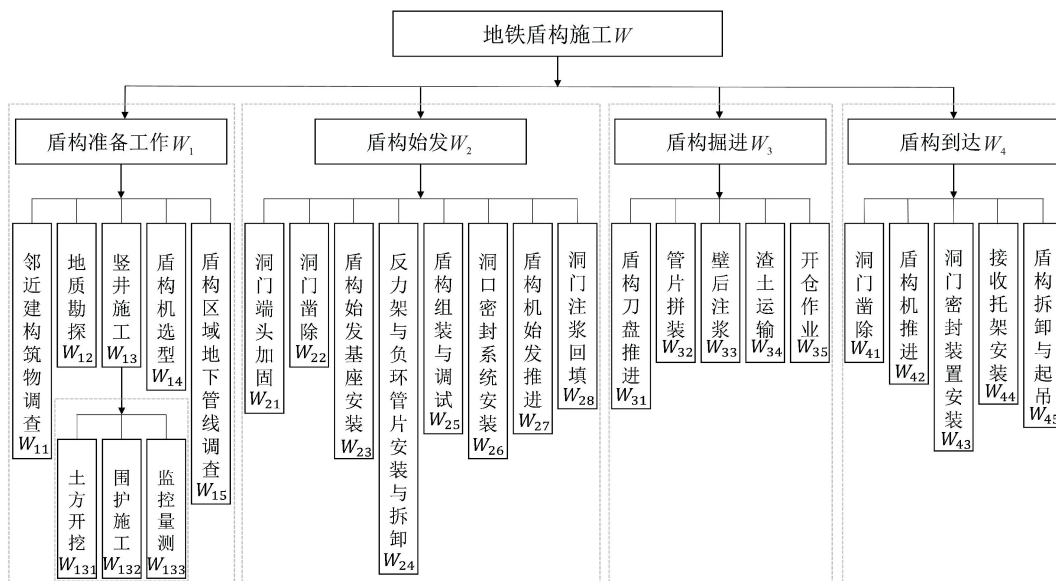 地铁盾构施工W
盾构准备工作W₁
盾构始发W₂
盾构掘进W₃
盾构到达W₄
邻近建构筑物调查W₁₁
地质勘探W₁₂
竖井施工W₁₃
盾构机选型W₁₄
盾构区域地下管线调查W₁₅
土方开挖W₁₃₁
围护施工W₁₃₂
监控量测W₁₃₃
洞门端头加固W₂₁
洞门凿除W₂₂
盾构始发基座安装W₂₃
反力架与负环管片安装与拆卸W₂₄
盾构组装与调试W₂₅
洞口密封系统安装W₂₆
盾构机始发推进W₂₇
洞门注浆回填W₂₈
盾构刀盘推进W₃₁
管片拼装W₃₂
壁后注浆W₃₃
渣土运输W₃₄
开仓作业W₃₅
洞门凿除W₄₁
盾构机推进W₄₂
洞门密封装置安装W₄₃
接收托架安装W₄₄
盾构拆卸与起吊W₄₅